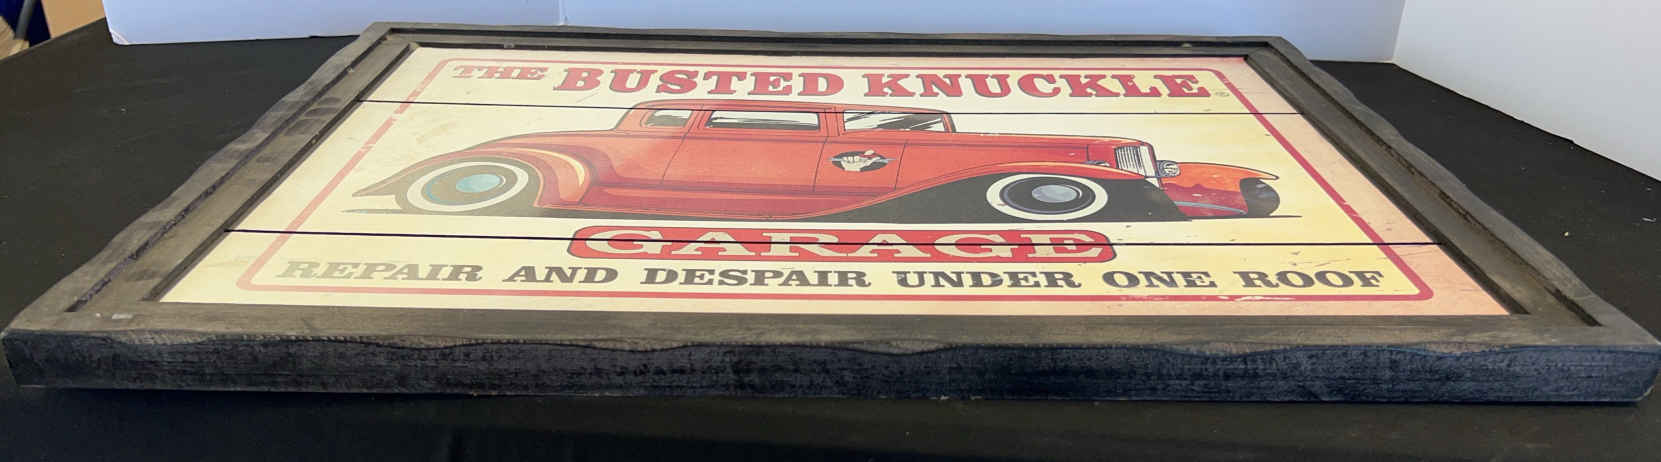 THE BUSTED KNUCKLE
GARAGE
REPAIR AND DESPAIR UNDER ONE ROOF